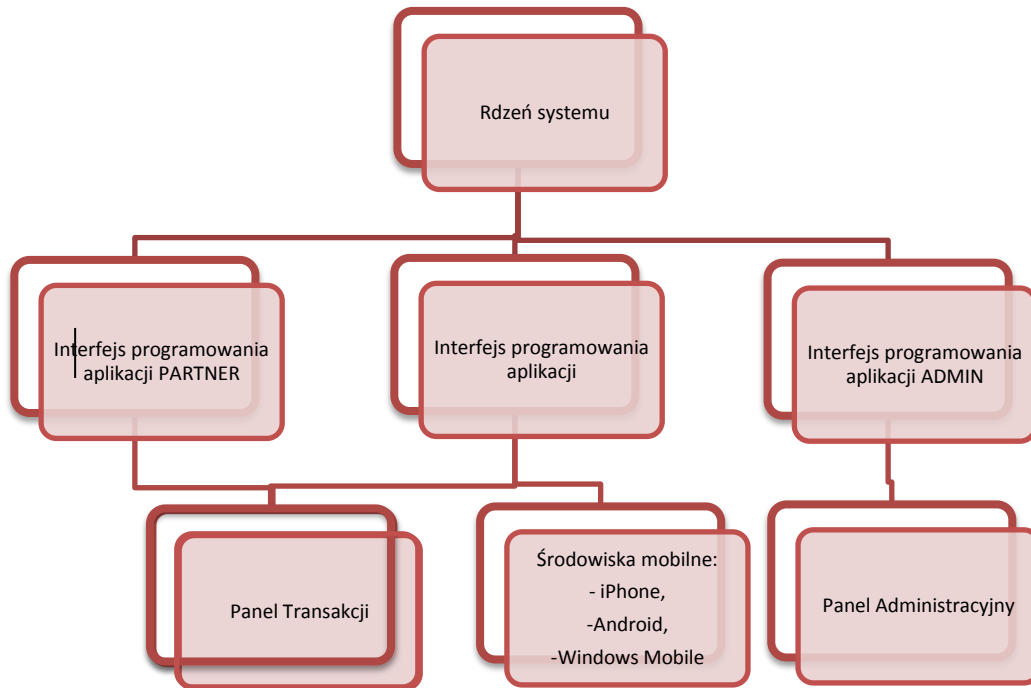 Rdzeń systemu
Interfejs programowania
aplikacji PARTNER
Interfejs programowania
aplikacji
Interfejs programowania
aplikacji ADMIN
Panel Transakcji
Środowiska mobilne:
- iPhone,
-Android,
-Windows Mobile
Panel Administracyjny